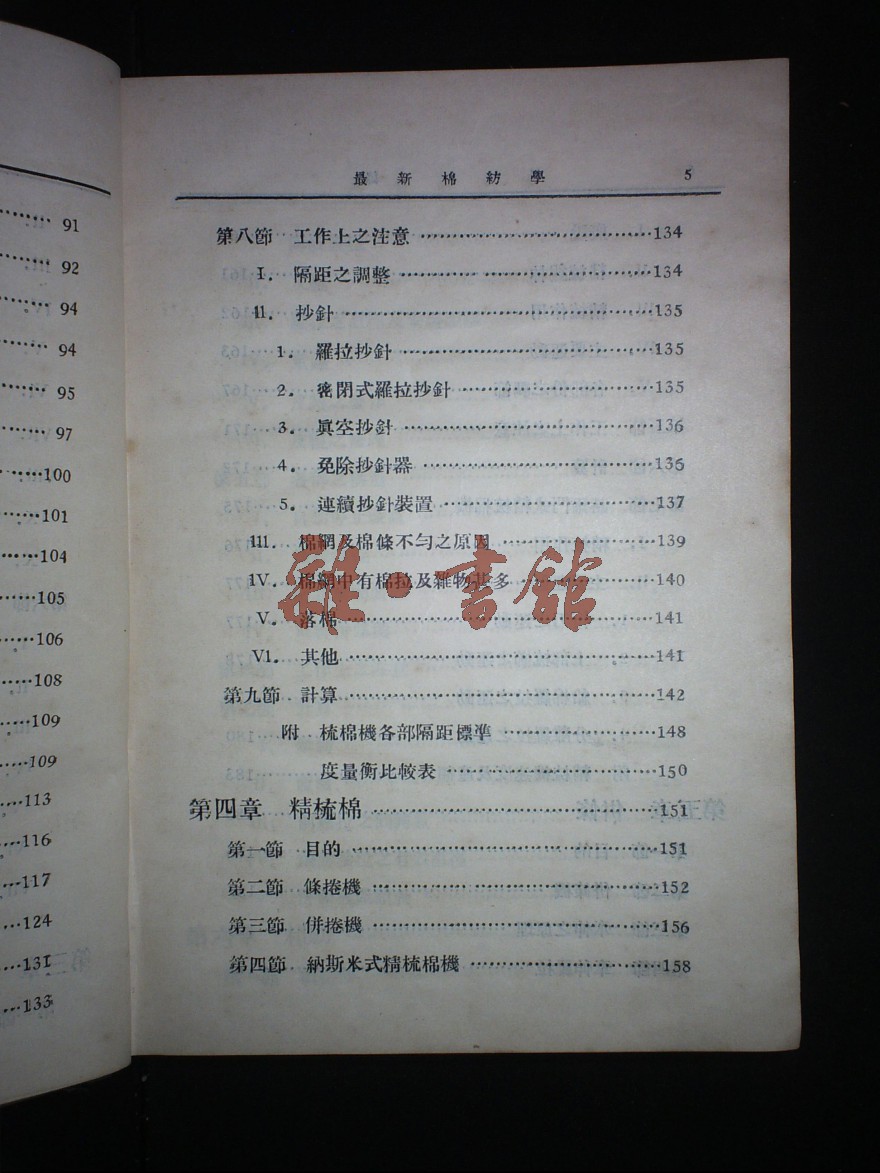 91
92
94
94
95
97
100
101
104
105
106
108
109
109
113
116
117
124
131
133
最新棉紡學 5
第八節 工作上之注意 134
I. 隔距之調整 134
II. 抄針 135
1. 羅拉抄針 135
2. 密閉式羅拉抄針 135
3. 眞空抄針 136
4. 免除抄針器 136
5. 連續抄針裝置 137
III. 棉網及棉條不勻之原因 139
IV. 棉網中有棉拉及雜物甚多 140
V. 落棉 141
VI. 其他 141
第九節 計算 142
附 梳棉機各部隔距標準 148
度量衡比較表 150
第四章 精梳棉 151
第一節 目的 151
第二節 條捲機 152
第三節 併捲機 156
第四節 納斯米式精梳棉機 158
雜·書館